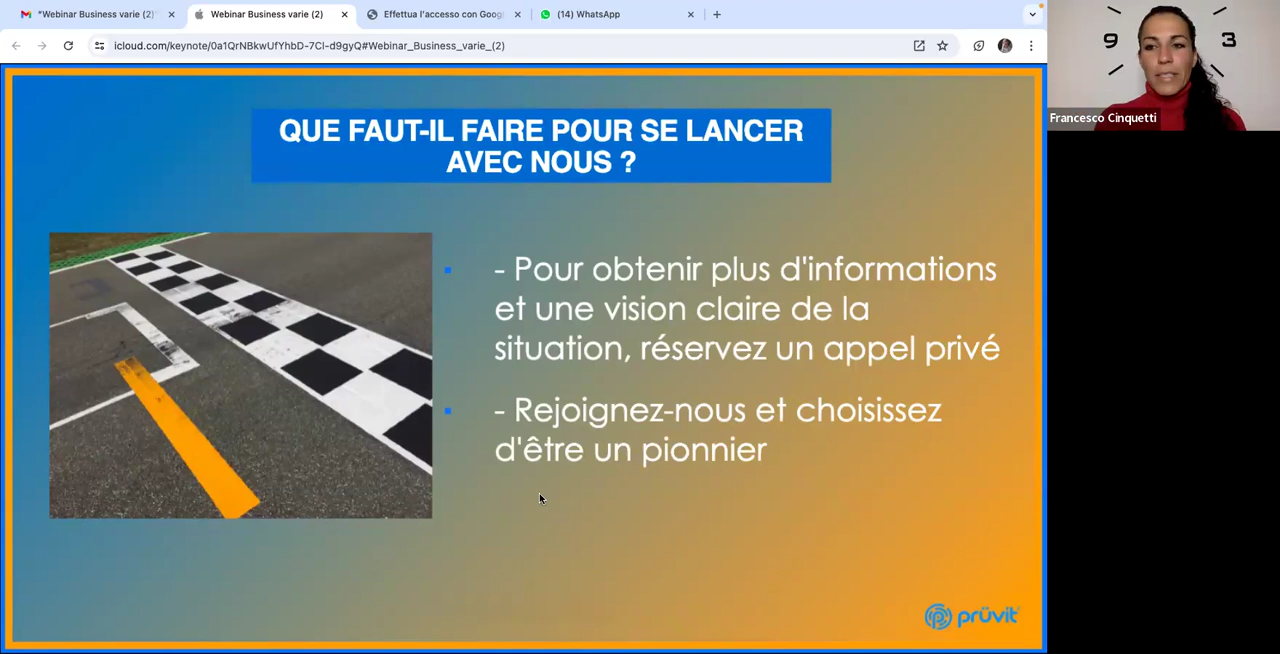 "Webinar Business varie (2)"
Webinar Business varie (2)
Effettua l'accesso con Goog
(14) WhatsApp
icloud.com/keynote/0a1QrNBkwUfYhbD-7CI-d9gyQ#Webinar_Business_varie_(2)
9
3
Francesco Cinquetti
QUE FAUT-IL FAIRE POUR SE LANCER
AVEC NOUS ?
- Pour obtenir plus d'informations
et une vision claire de la
situation, réservez un appel privé
- Rejoignez-nous et choisissez
d'être un pionnier
prüvit